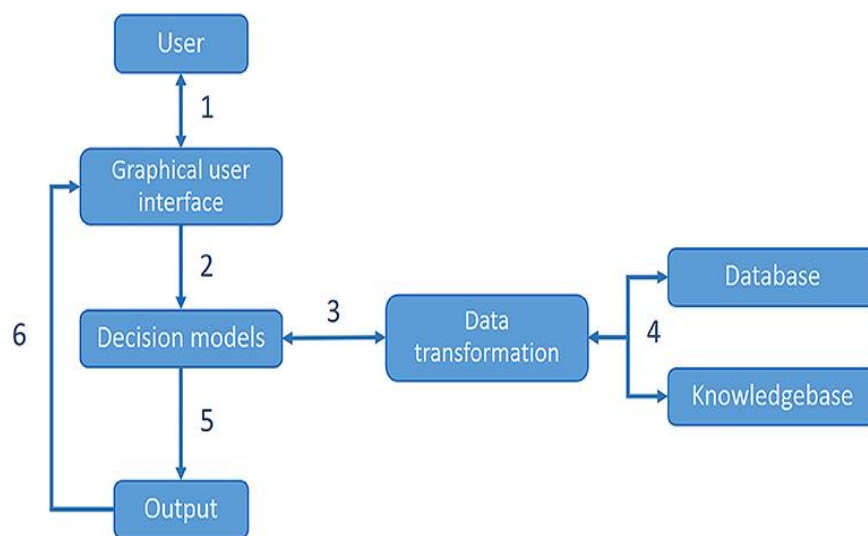 User
1
Graphical user
interface
2
Database
6
Decision models
3
Data
transformation
4
Knowledgebase
5
Output